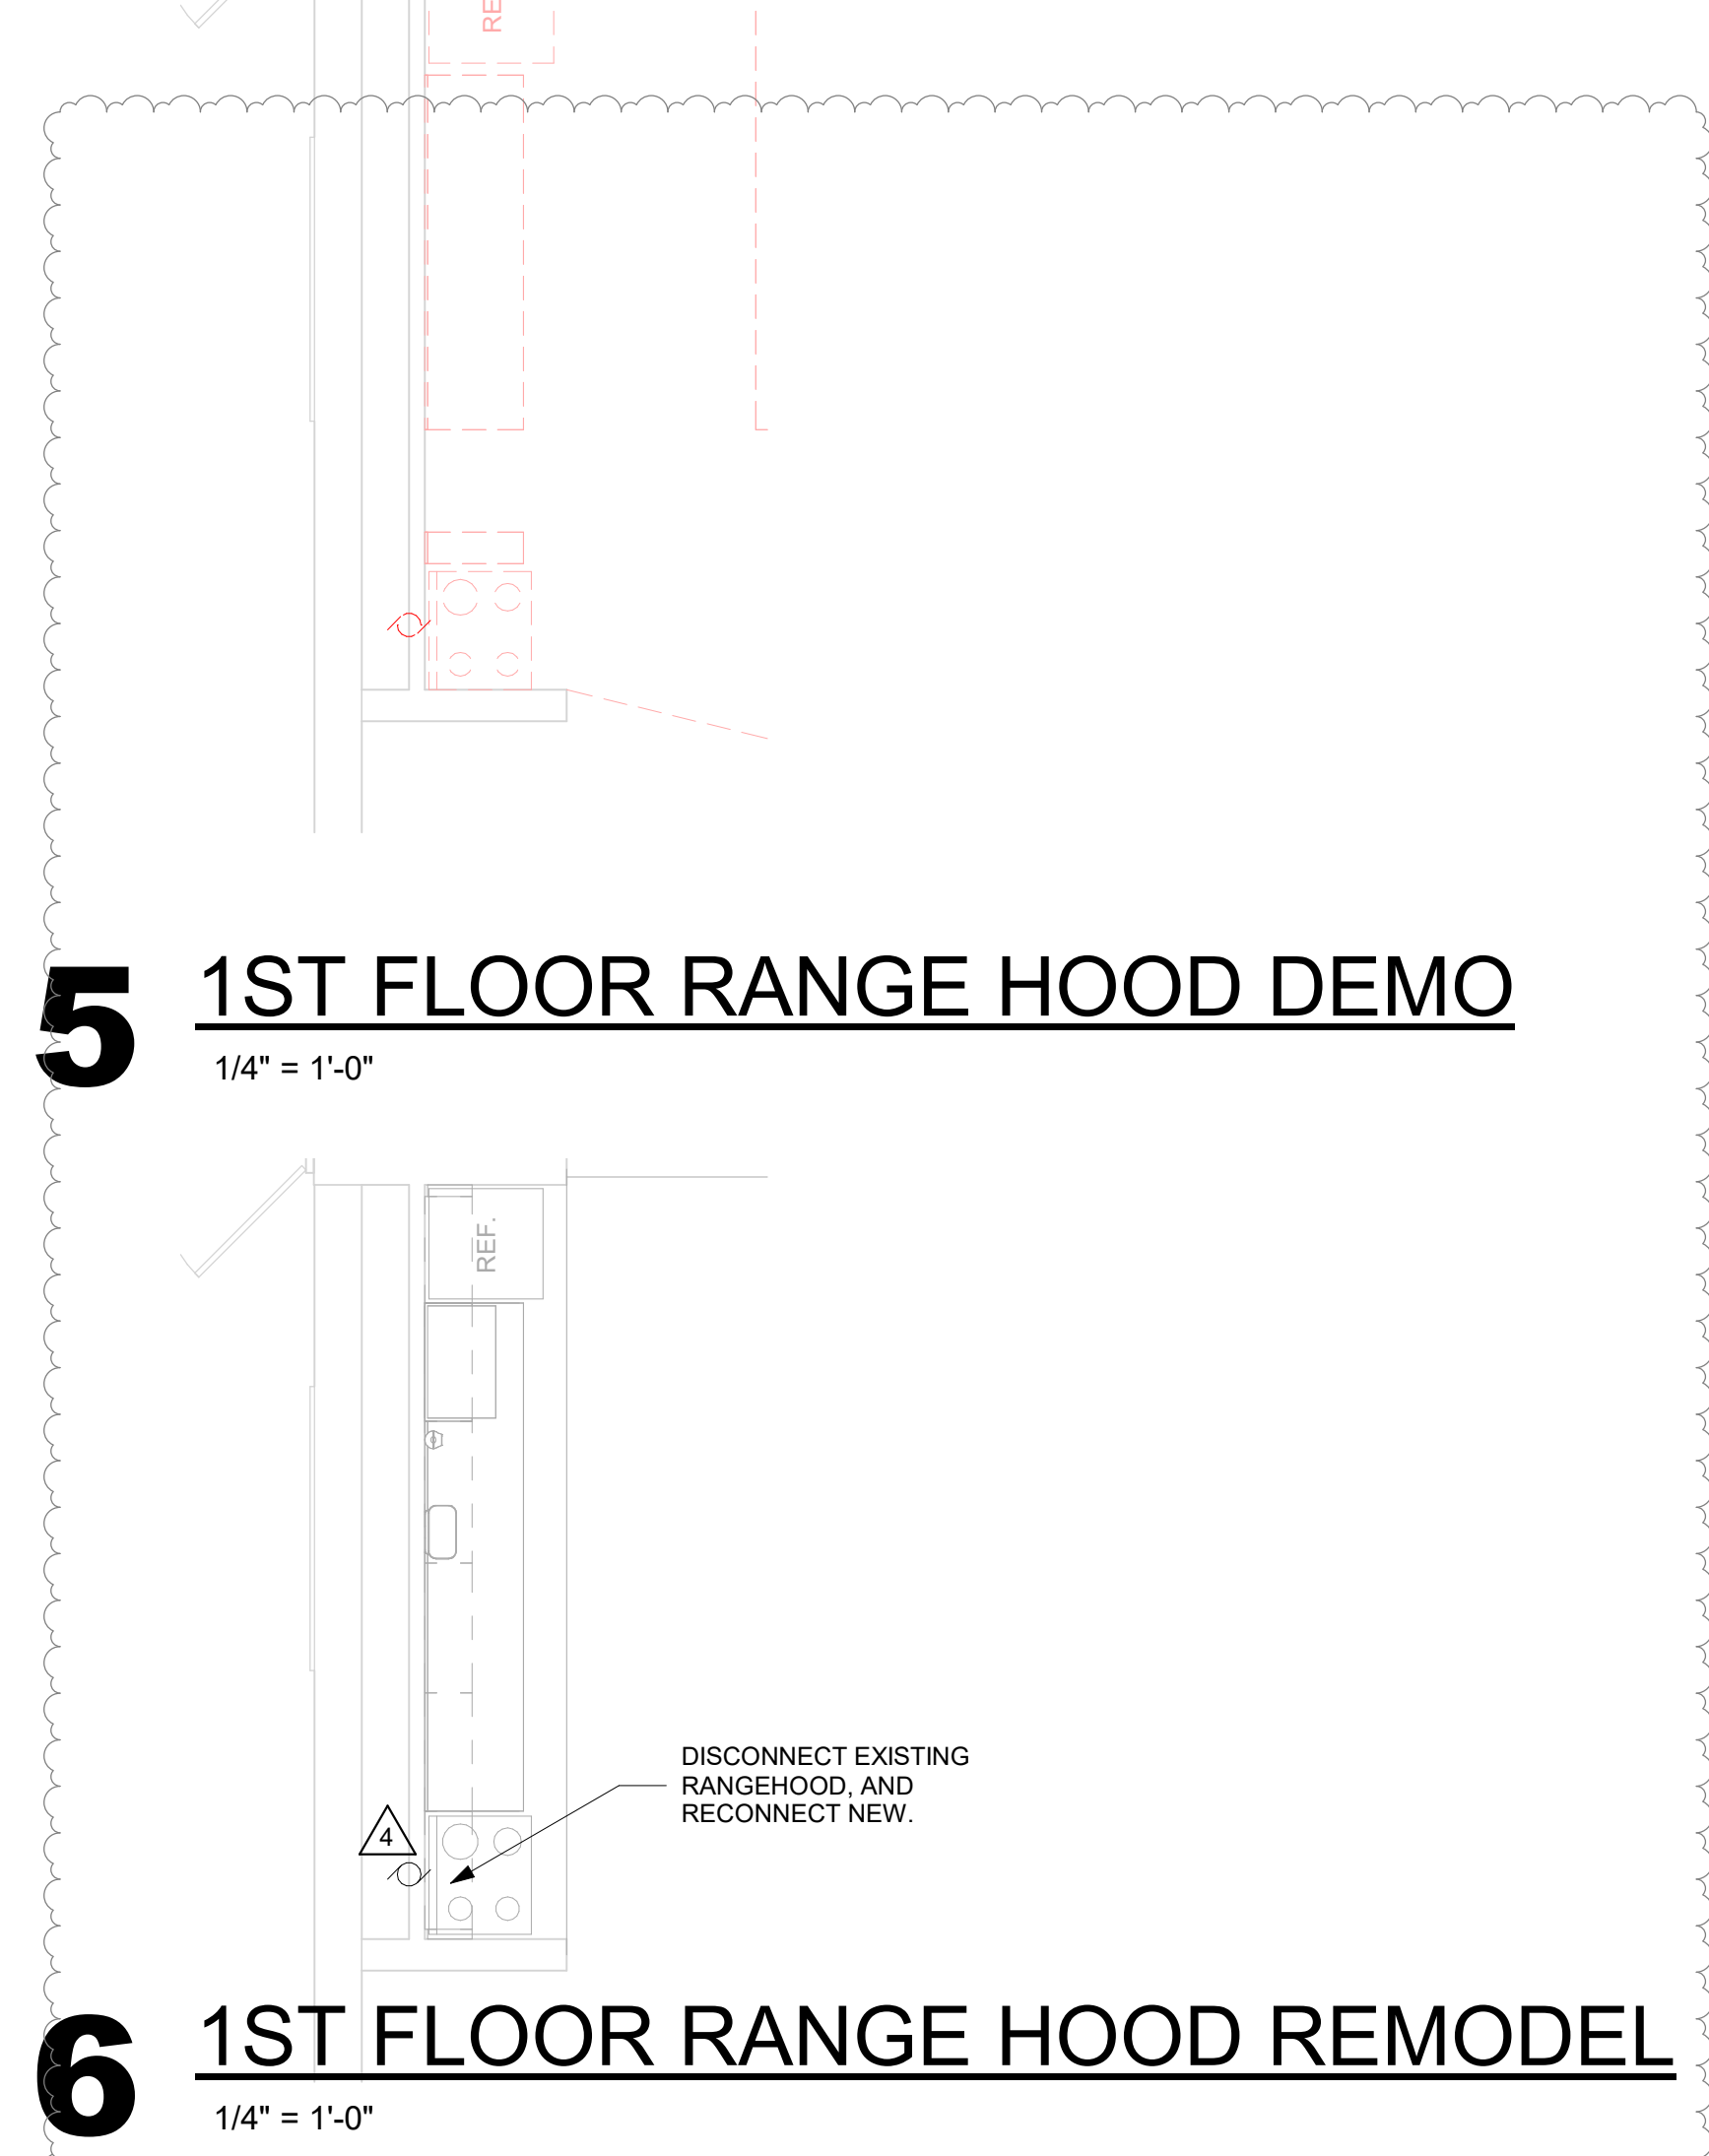 5 1ST FLOOR RANGE HOOD DEMO
1/4" = 1'-0"
REF.
DISCONNECT EXISTING
RANGEHOOD, AND
RECONNECT NEW.
4
6 1ST FLOOR RANGE HOOD REMODEL
1/4" = 1'-0"